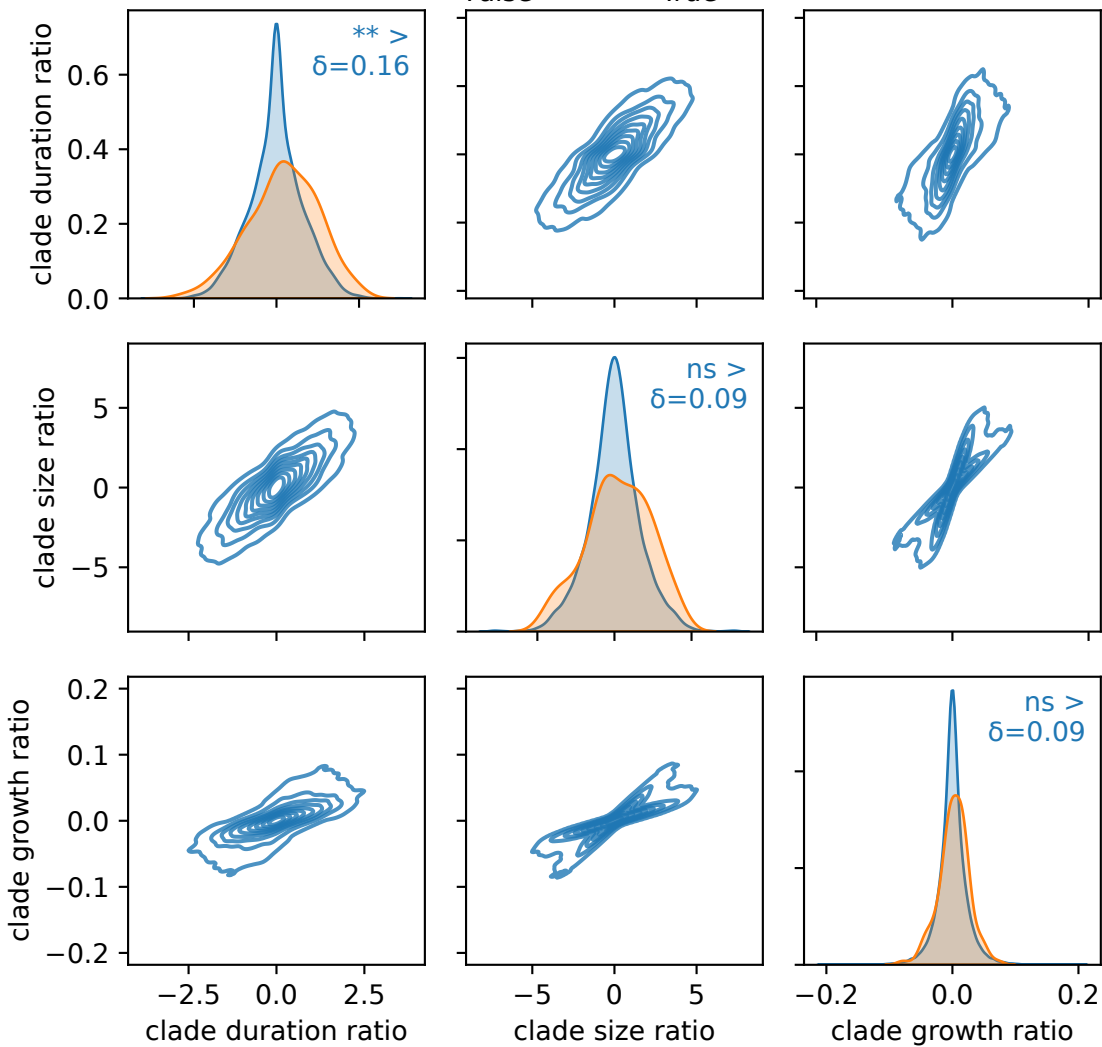 ** >
δ=0.16
clade duration ratio
0.6
0.4
0.2
0.0
ns >
δ=0.09
clade size ratio
5
0
−5
ns >
δ=0.09
clade growth ratio
0.2
0.1
0.0
−0.1
−0.2
−2.5 0.0 2.5
−5 0 5
−0.2 0.0 0.2
clade duration ratio
clade size ratio
clade growth ratio